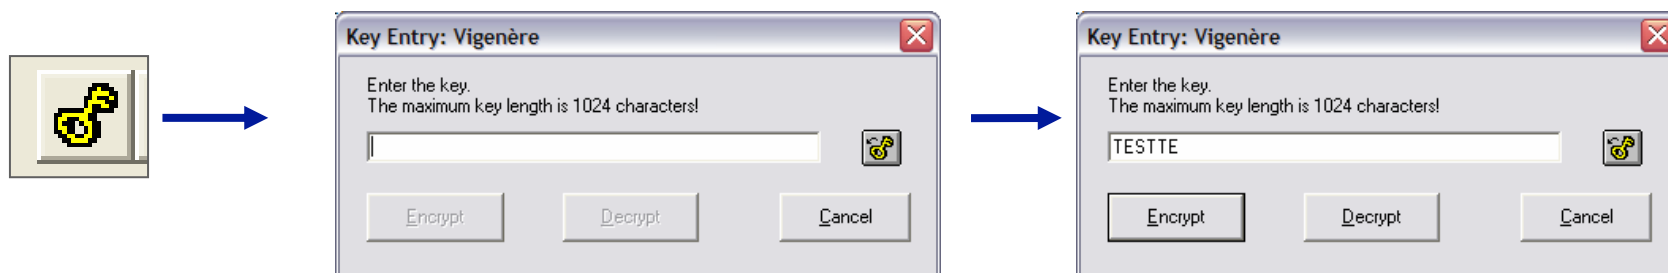 Key Entry: Vigenère
Enter the key.
The maximum key length is 1024 characters!
Encrypt
Decrypt
Cancel
Key Entry: Vigenère
Enter the key.
The maximum key length is 1024 characters!
TESTTE
Encrypt
Decrypt
Cancel